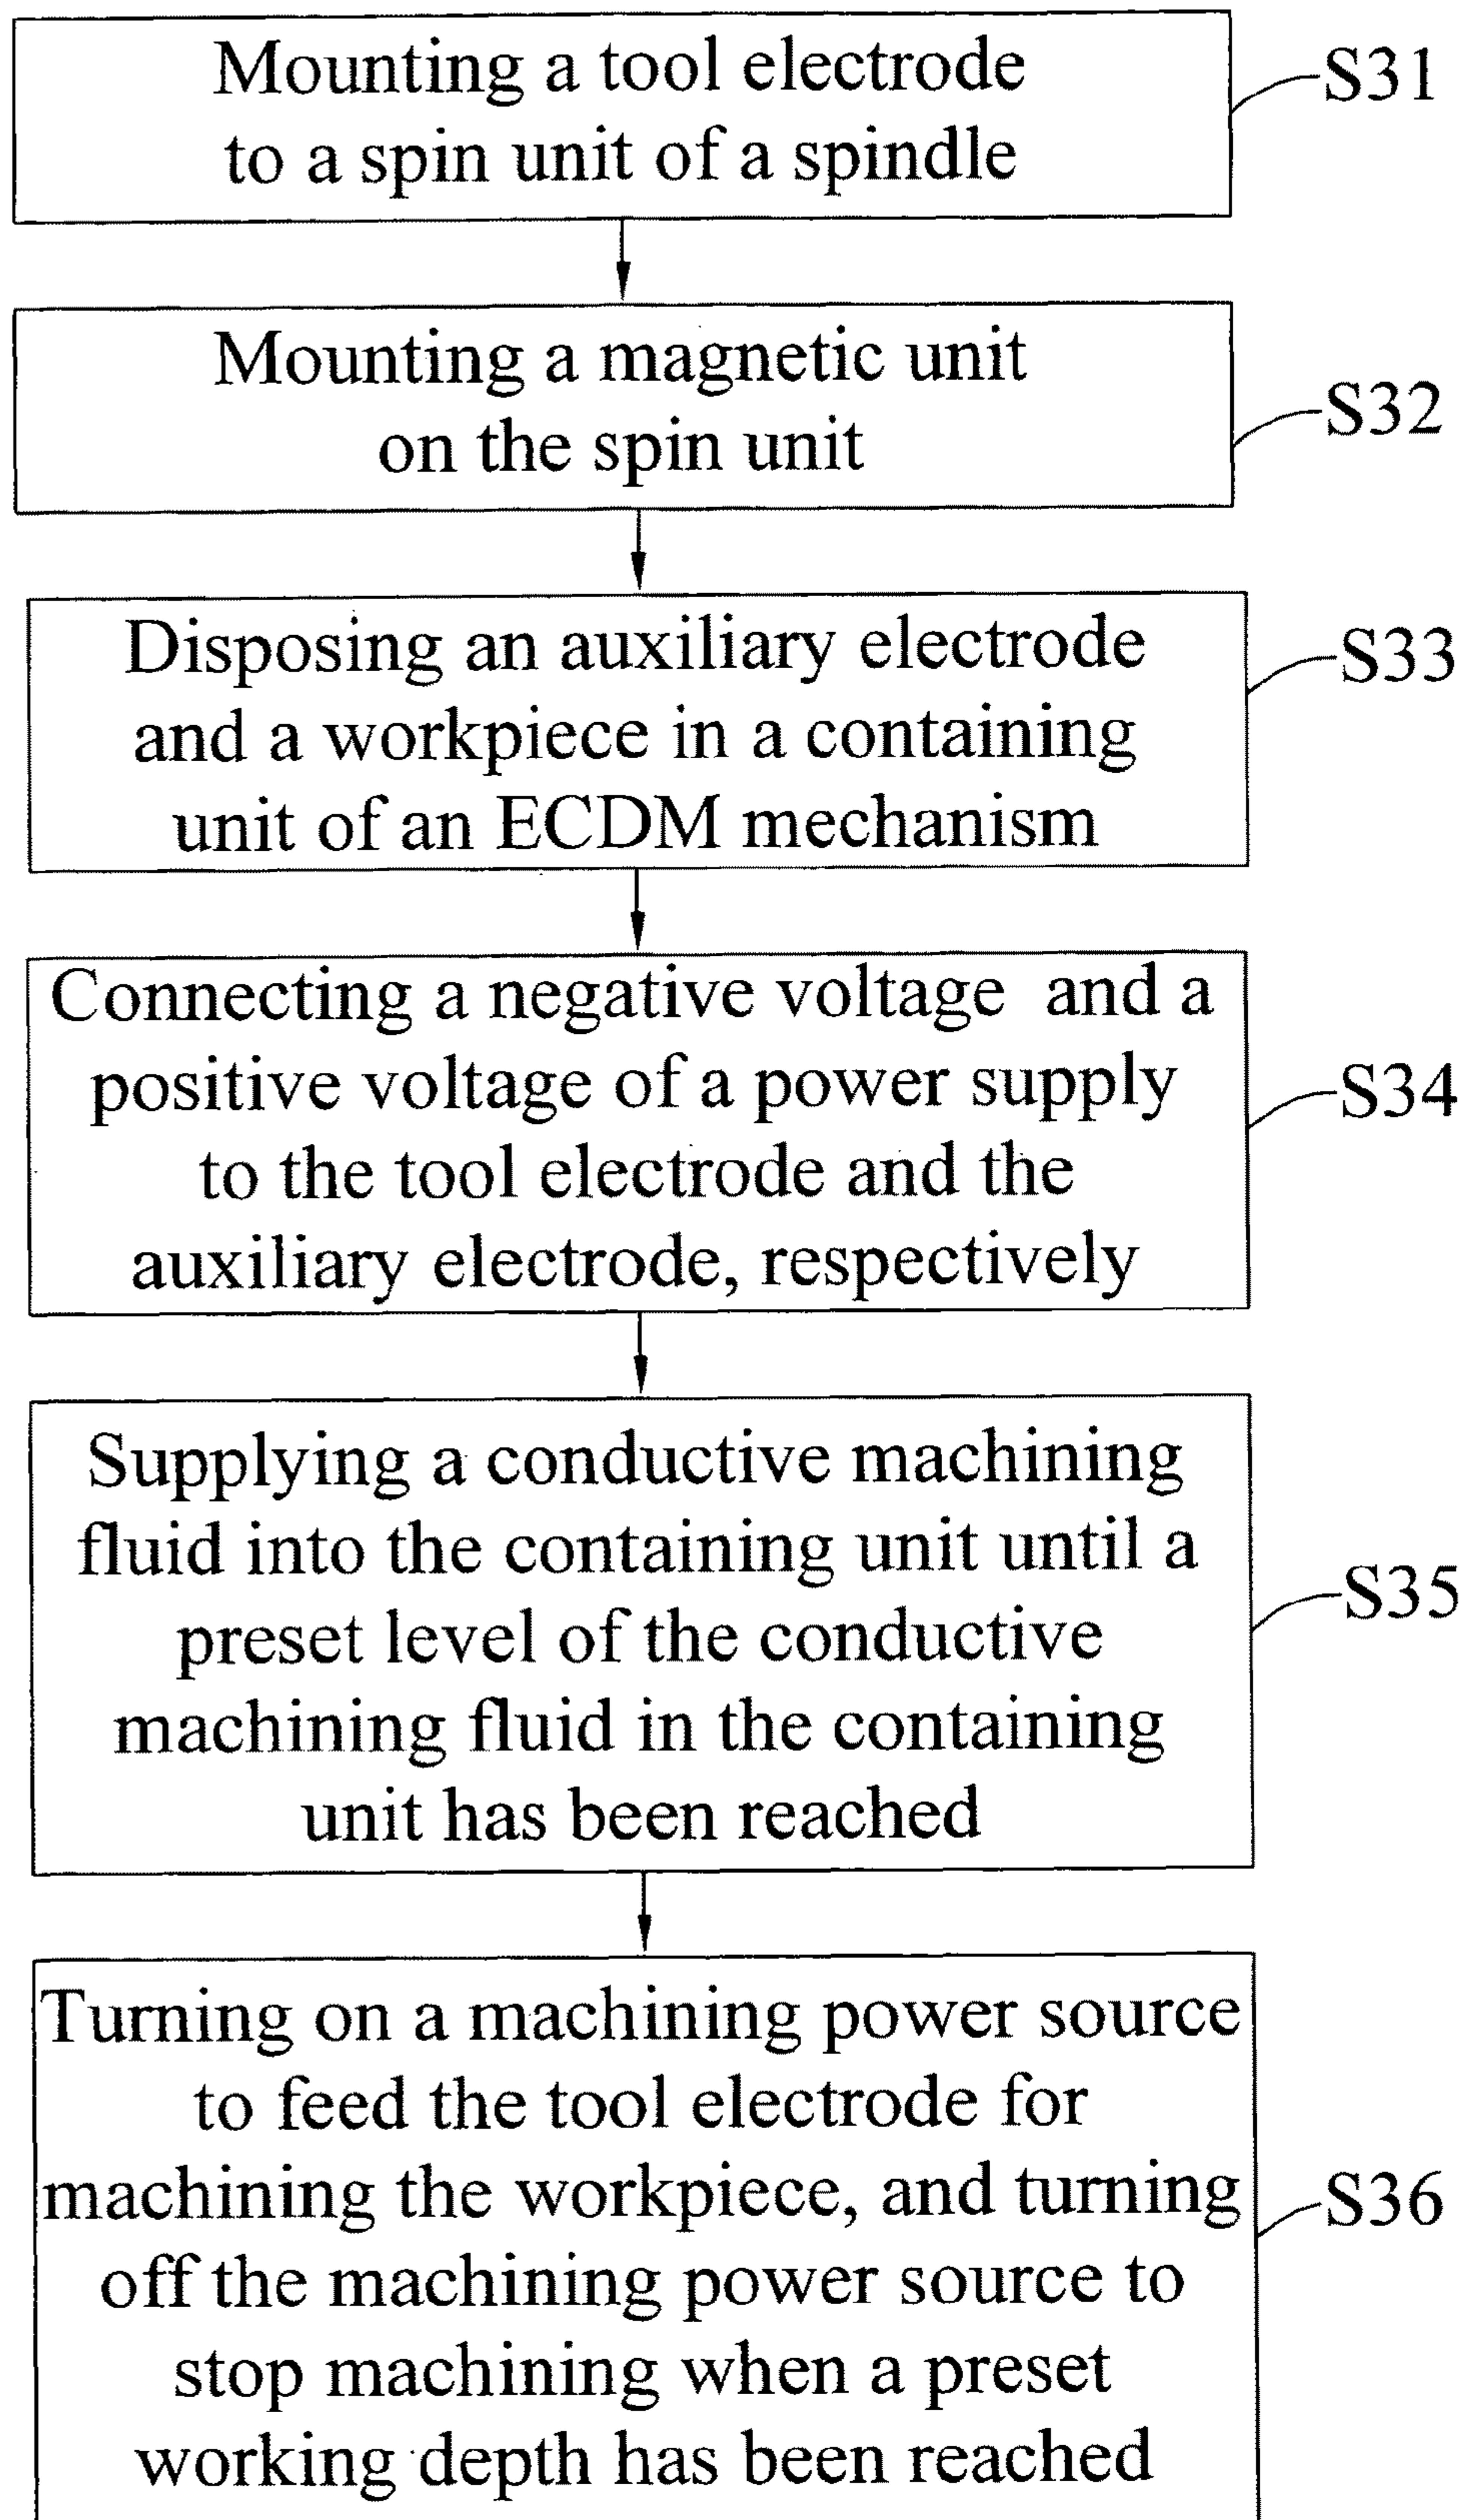 Mounting a tool electrode
to a spin unit of a spindle
S31
Mounting a magnetic unit
on the spin unit
S32
Disposing an auxiliary electrode
and a workpiece in a containing
unit of an ECDM mechanism
S33
Connecting a negative voltage and a
positive voltage of a power supply
to the tool electrode and the
auxiliary electrode, respectively
S34
Supplying a conductive machining
fluid into the containing unit until a
preset level of the conductive
machining fluid in the containing
unit has been reached
S35
Turning on a machining power source
to feed the tool electrode for
machining the workpiece, and turning
off the machining power source to
stop machining when a preset
working depth has been reached
S36